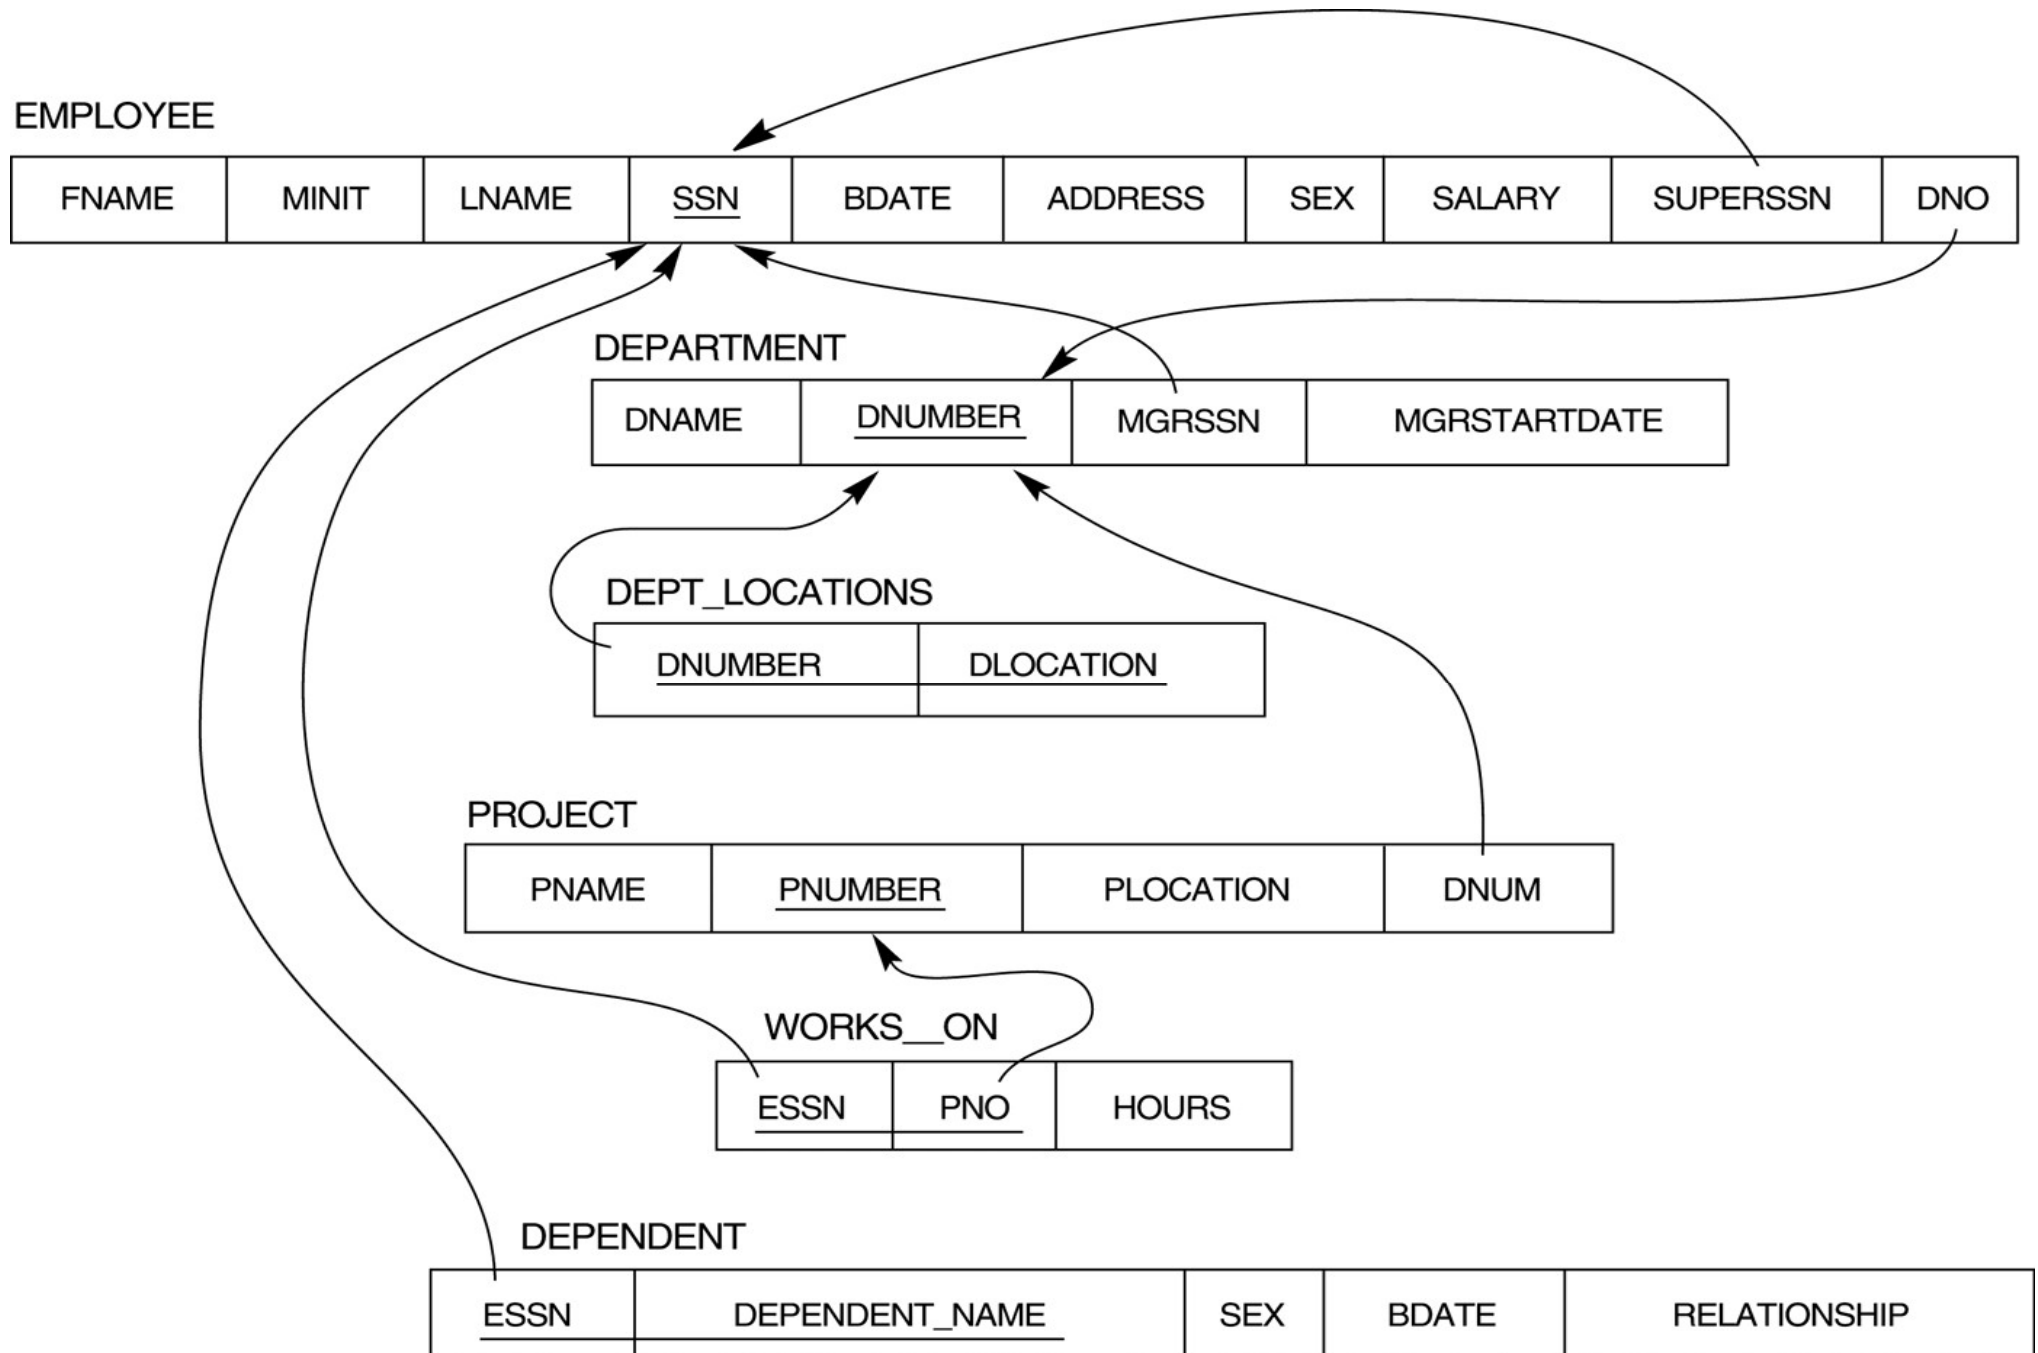 EMPLOYEE
FNAME MINIT LNAME SSN BDATE ADDRESS SEX SALARY SUPERSSN DNO
DEPARTMENT
DNAME DNUMBER MGRSSN MGRSTARTDATE
DEPT_LOCATIONS
DNUMBER DLOCATION
PROJECT
PNAME PNUMBER PLOCATION DNUM
WORKS__ON
ESSN PNO HOURS
DEPENDENT
ESSN DEPENDENT_NAME SEX BDATE RELATIONSHIP